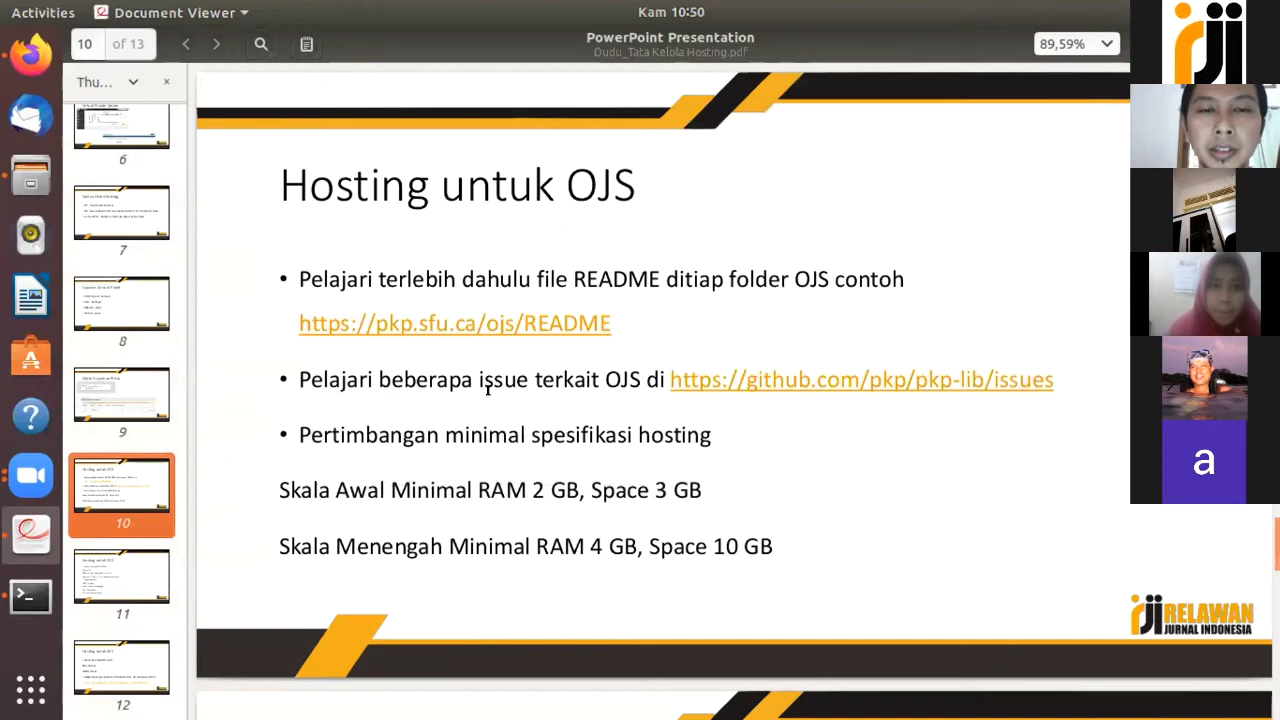 Activities Document Viewer Kam 10:50
10 of 13
PowerPoint Presentation
Dudu_Tata Kelola Hosting.pdf
89,59%
Thu...
6
7
8
9
10
11
12
Hosting untuk OJS
• Pelajari terlebih dahulu file README ditiap folder OJS contoh
https://pkp.sfu.ca/ojs/README
• Pelajari beberapa issue terkait OJS di https://github.com/pkp/pkp-lib/issues
• Pertimbangan minimal spesifikasi hosting
Skala Awal Minimal RAM 2 GB, Space 3 GB
Skala Menengah Minimal RAM 4 GB, Space 10 GB
rji RELAWAN
JURNAL INDONESIA
rji
a